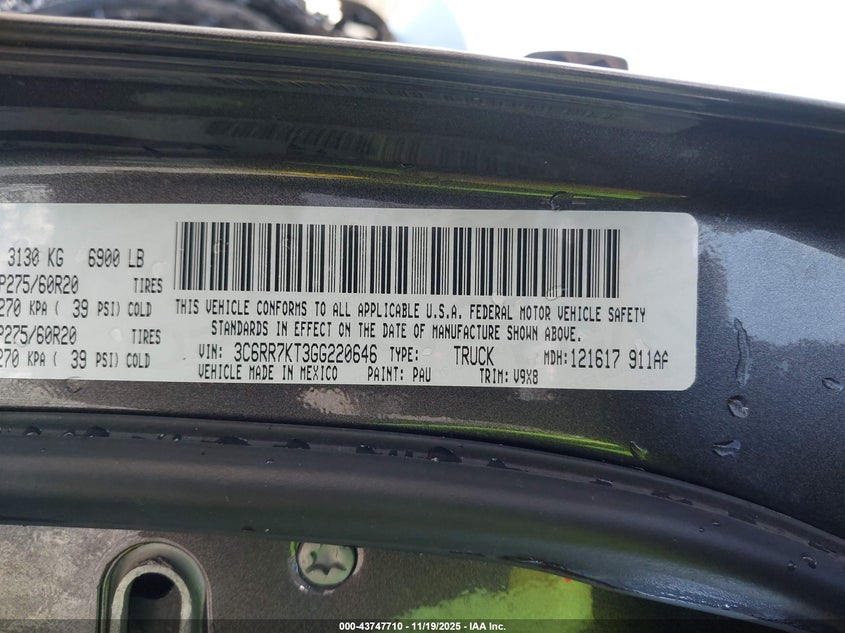 3130 KG 6900 LB
P275/60R20 TIRES
270 KPA ( 39 PSI) COLD
P275/60R20 TIRES
270 KPA ( 39 PSI) COLD
THIS VEHICLE CONFORMS TO ALL APPLICABLE U.S.A. FEDERAL MOTOR VEHICLE SAFETY
STANDARDS IN EFFECT ON THE DATE OF MANUFACTURE SHOWN ABOVE.
VIN: 3C6RR7KT3GG220646 TYPE: TRUCK MDH: 121617 911AA
VEHICLE MADE IN MEXICO PAINT: PAU TRIM: V9X8
000-43747710 - 11/19/2025 - IAA Inc.